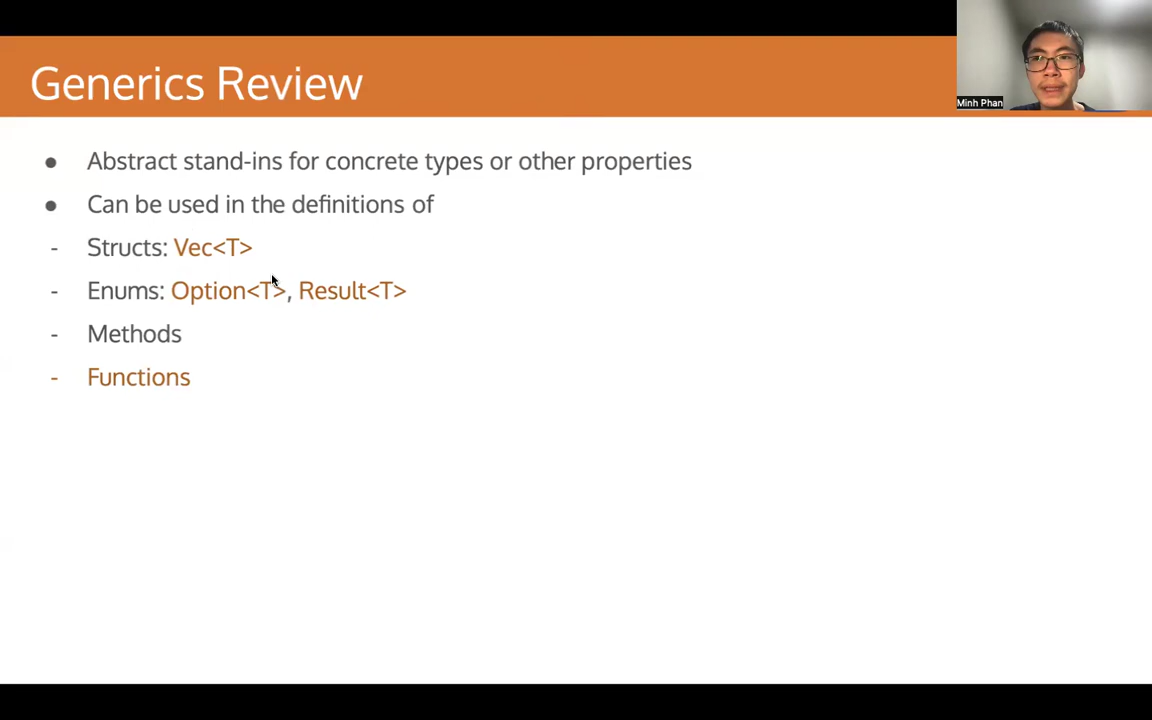 Generics Review
Minh Phan
● Abstract stand-ins for concrete types or other properties
● Can be used in the definitions of
- Structs: Vec<T>
- Enums: Option<T>, Result<T>
- Methods
- Functions